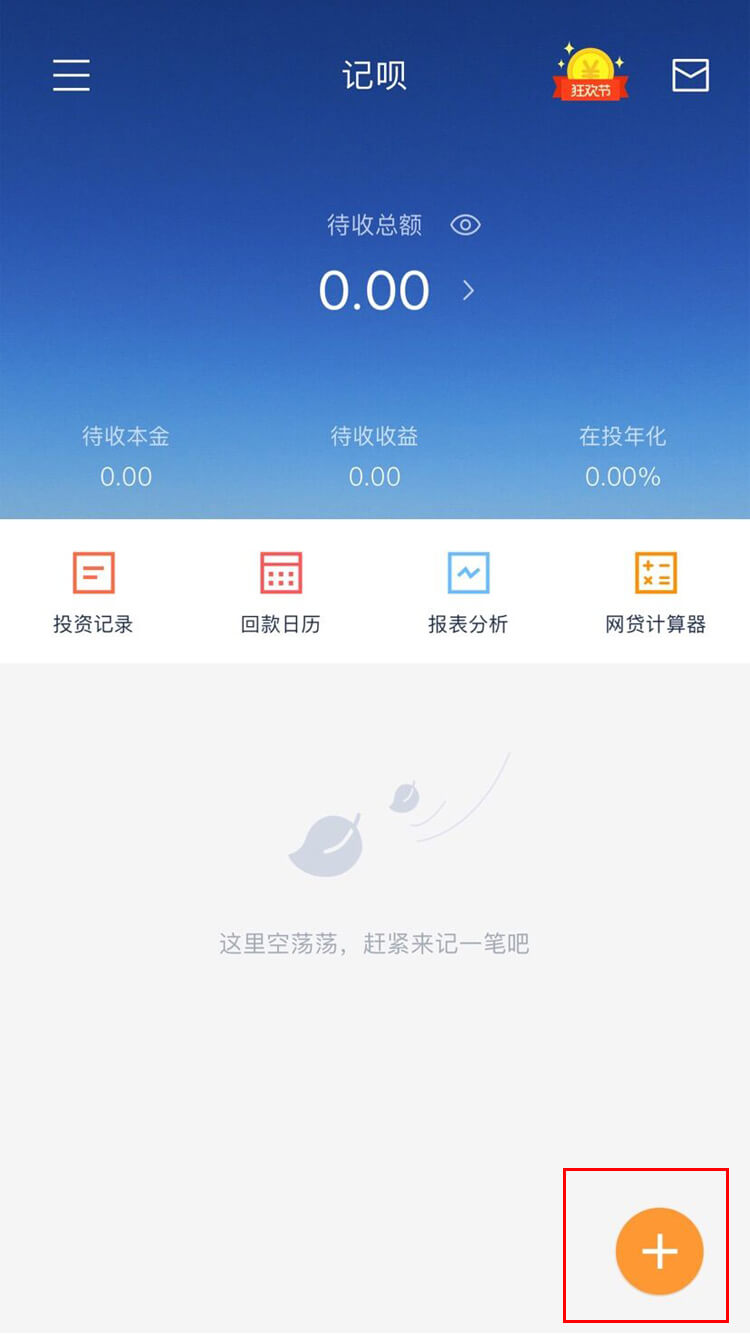 记呗
狂欢节
待收总额
0.00
待收本金 待收收益 在投年化
0.00 0.00 0.00%
投资记录 回款日历 报表分析 网贷计算器
这里空荡荡，赶紧来记一笔吧